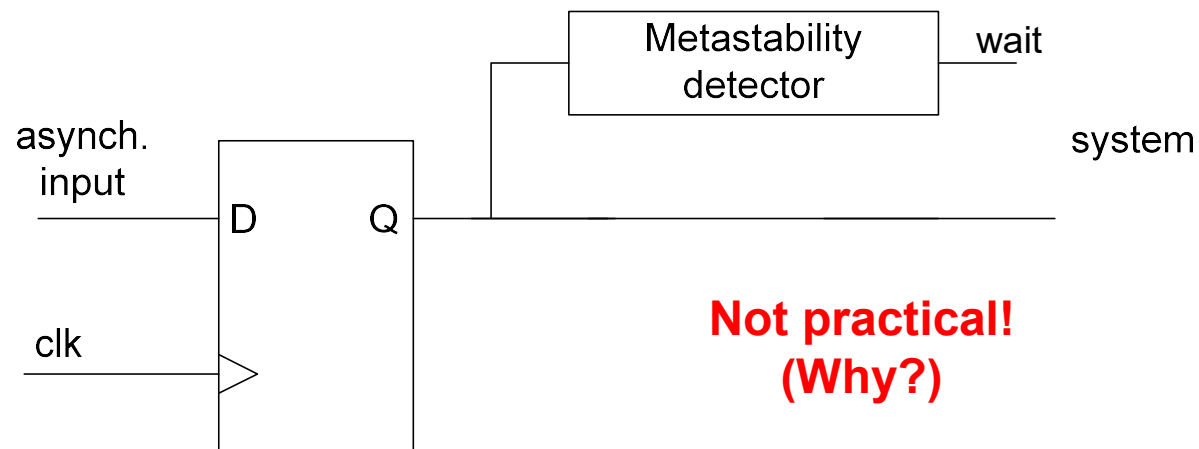 Metastability
detector
wait
asynch.
input
system
D
Q
clk
Not practical!
(Why?)